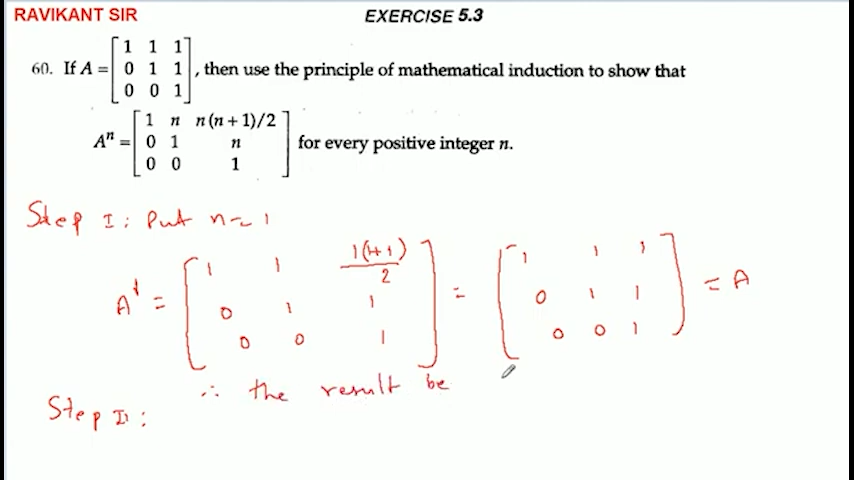 RAVIKANT SIR
EXERCISE 5.3
60. If A = [1 1 1; 0 1 1; 0 0 1], then use the principle of mathematical induction to show that
Aⁿ = [1 n n(n+1)/2; 0 1 n; 0 0 1] for every positive integer n.
Step I: Put n = 1
A¹ = [1 1 1(1+1)/2; 0 1 1; 0 0 1] = [1 1 1; 0 1 1; 0 0 1] = A
∴ the result be
Step II: